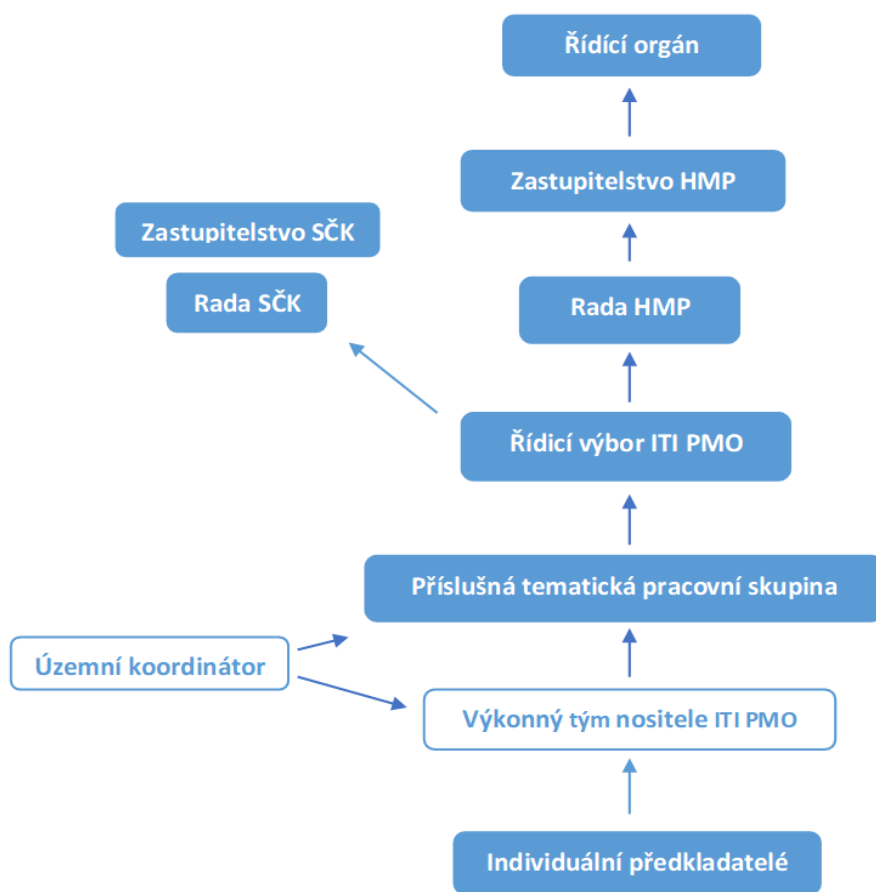 Řídící orgán
Zastupitelstvo HMP
Zastupitelstvo SČK
Rada SČK
Rada HMP
Řídicí výbor ITI PMO
Příslušná tematická pracovní skupina
Územní koordinátor
Výkonný tým nositele ITI PMO
Individuální předkladatelé